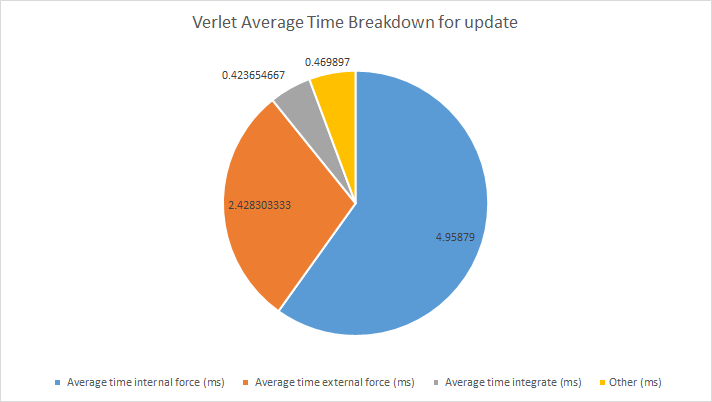 Verlet Average Time Breakdown for update
0.469897
0.423654667
2.428303333
4.95879
Average time internal force (ms) Average time external force (ms) Average time integrate (ms) Other (ms)